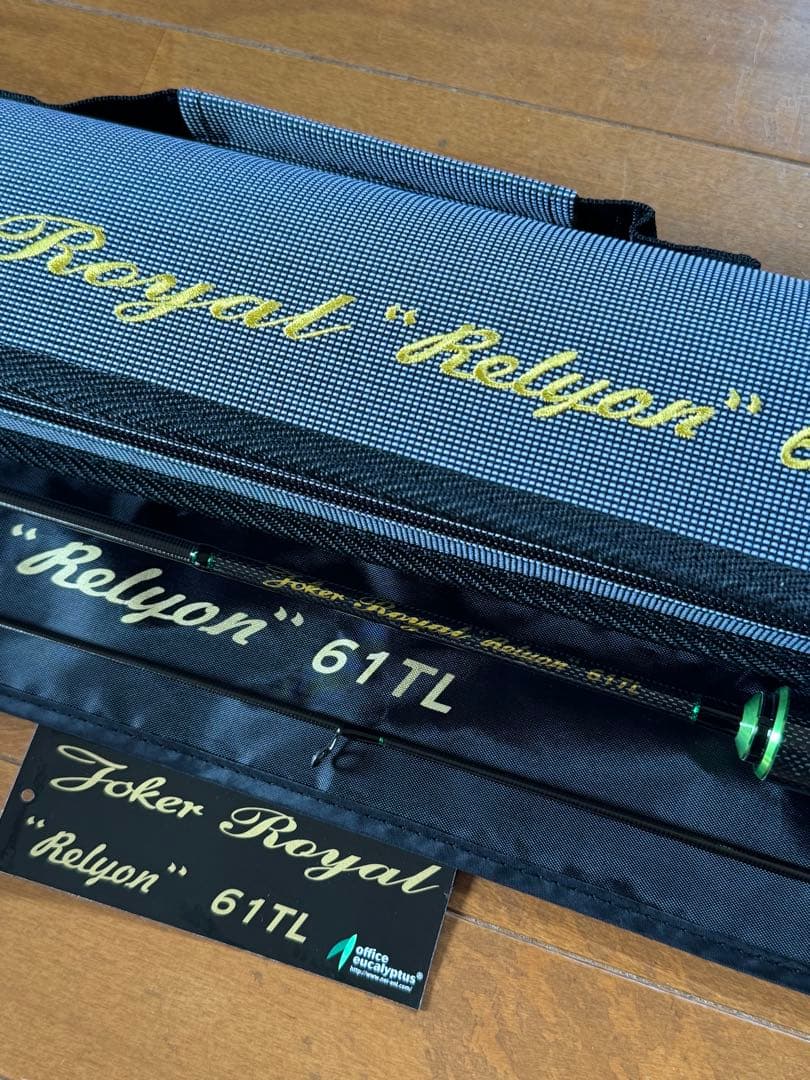 Royal “Relyon” 6
“Relyon” 61TL
Joker Royal “Relyon” 61TL
Joker Royal
“Relyon” 61TL
office
eucalyptus®